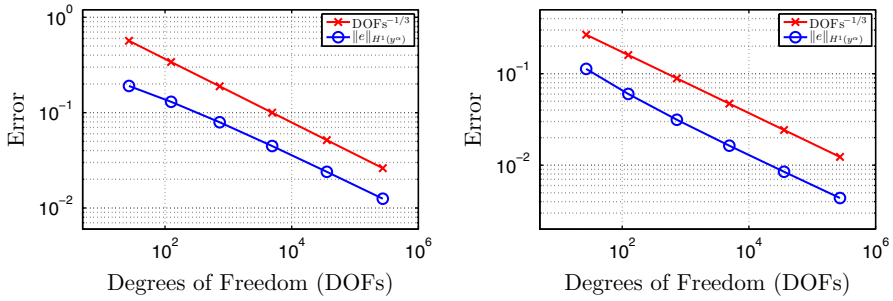 10^0
10^{-1}
10^{-2}
Error
10^2
10^4
10^6
Degrees of Freedom (DOFs)
DOFs^{-1/3}
‖e‖_{H^1(y^α)}
10^{-1}
10^{-2}
Error
10^2
10^4
10^6
Degrees of Freedom (DOFs)
DOFs^{-1/3}
‖e‖_{H^1(y^α)}